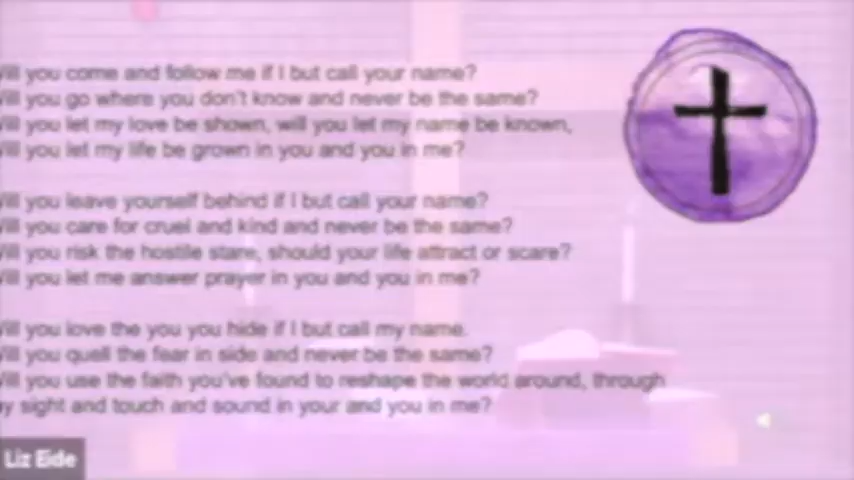 ill you come and follow me if I but call your name?
ill you go where you don't know and never be the same?
ill you let my love be shown, will you let my name be known,
ill you let my life be grown in you and you in me?
ill you leave yourself behind if I but call your name?
ill you care for cruel and kind and never be the same?
ill you risk the hostile stare, should your life attract or scare?
ill you let me answer prayer in you and you in me?
ill you love the you you hide if I but call my name.
ill you quell the fear in side and never be the same?
ill you use the faith you've found to reshape the world around, through
y sight and touch and sound in your and you in me?
Liz Eide